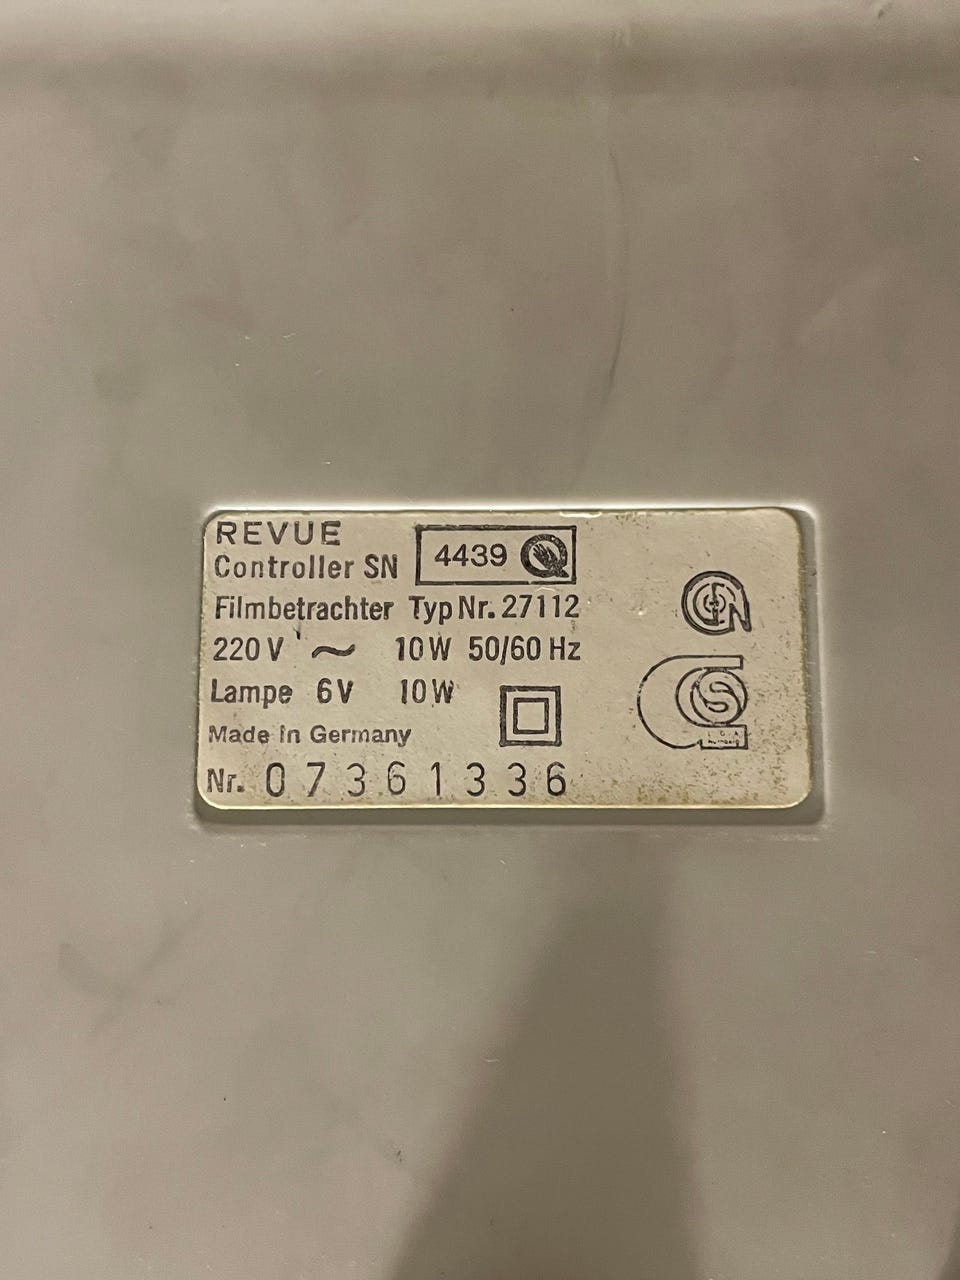 REVUE
Controller SN 4439
Filmbetrachter Typ Nr. 27112
220 V ~ 10 W 50/60 Hz
Lampe 6 V 10 W
Made in Germany
Nr. 07361336